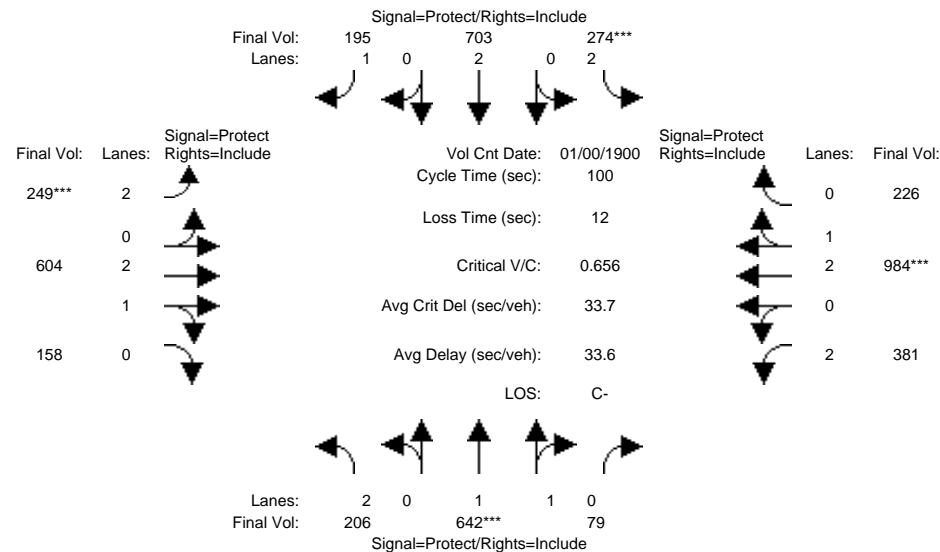 Signal=Protect/Rights=Include
Final Vol: 195 703 274***
Lanes: 1 0 2 0 2
Signal=Protect Signal=Protect
Final Vol: Lanes: Rights=Include Vol Cnt Date: 01/00/1900 Rights=Include Lanes: Final Vol:
Cycle Time (sec): 100
249*** 2 0 226
Loss Time (sec): 12
0 1
604 2 Critical V/C: 0.656 2 984***
1 Avg Crit Del (sec/veh): 33.7 0
158 0 Avg Delay (sec/veh): 33.6 2 381
LOS: C-
Lanes: 2 0 1 1 0
Final Vol: 206 642*** 79
Signal=Protect/Rights=Include